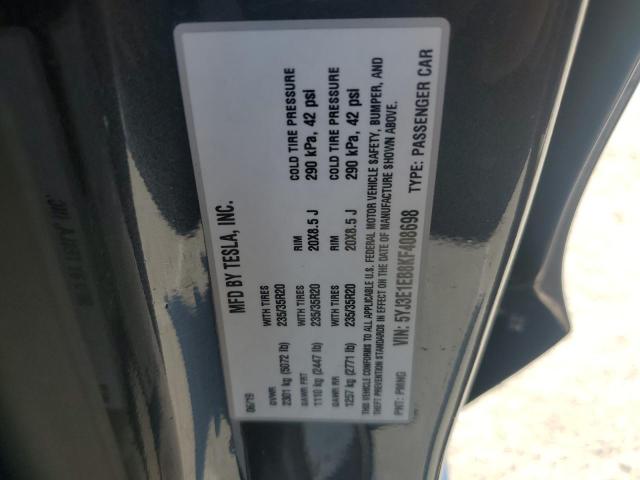 MFD BY TESLA, INC.
06/19
GVWR WITH TIRES RIM COLD TIRE PRESSURE
2301 kg (5072 lb) 235/35R20 20X8.5 J 290 kPa, 42 psi
GAWR FRT WITH TIRES RIM COLD TIRE PRESSURE
1110 kg (2447 lb) 235/35R20 20X8.5 J 290 kPa, 42 psi
GAWR RR WITH TIRES
1257 kg (2771 lb) 235/35R20
THIS VEHICLE CONFORMS TO ALL APPLICABLE U.S. FEDERAL MOTOR VEHICLE SAFETY, BUMPER, AND
THEFT PREVENTION STANDARDS IN EFFECT ON THE DATE OF MANUFACTURE SHOWN ABOVE.
VIN: 5YJ3E1EB8KF408698 TYPE: PASSENGER CAR
PNT: PMNG